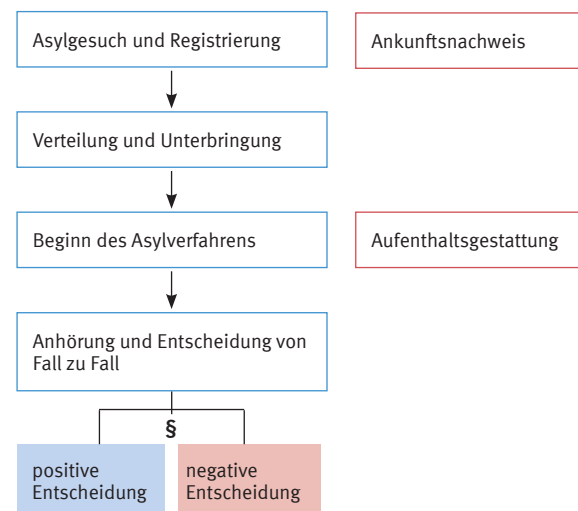 Asylgesuch und Registrierung
Ankunftsnachweis
Verteilung und Unterbringung
Beginn des Asylverfahrens
Aufenthaltsgestattung
Anhörung und Entscheidung von
Fall zu Fall
§
positive
Entscheidung
negative
Entscheidung